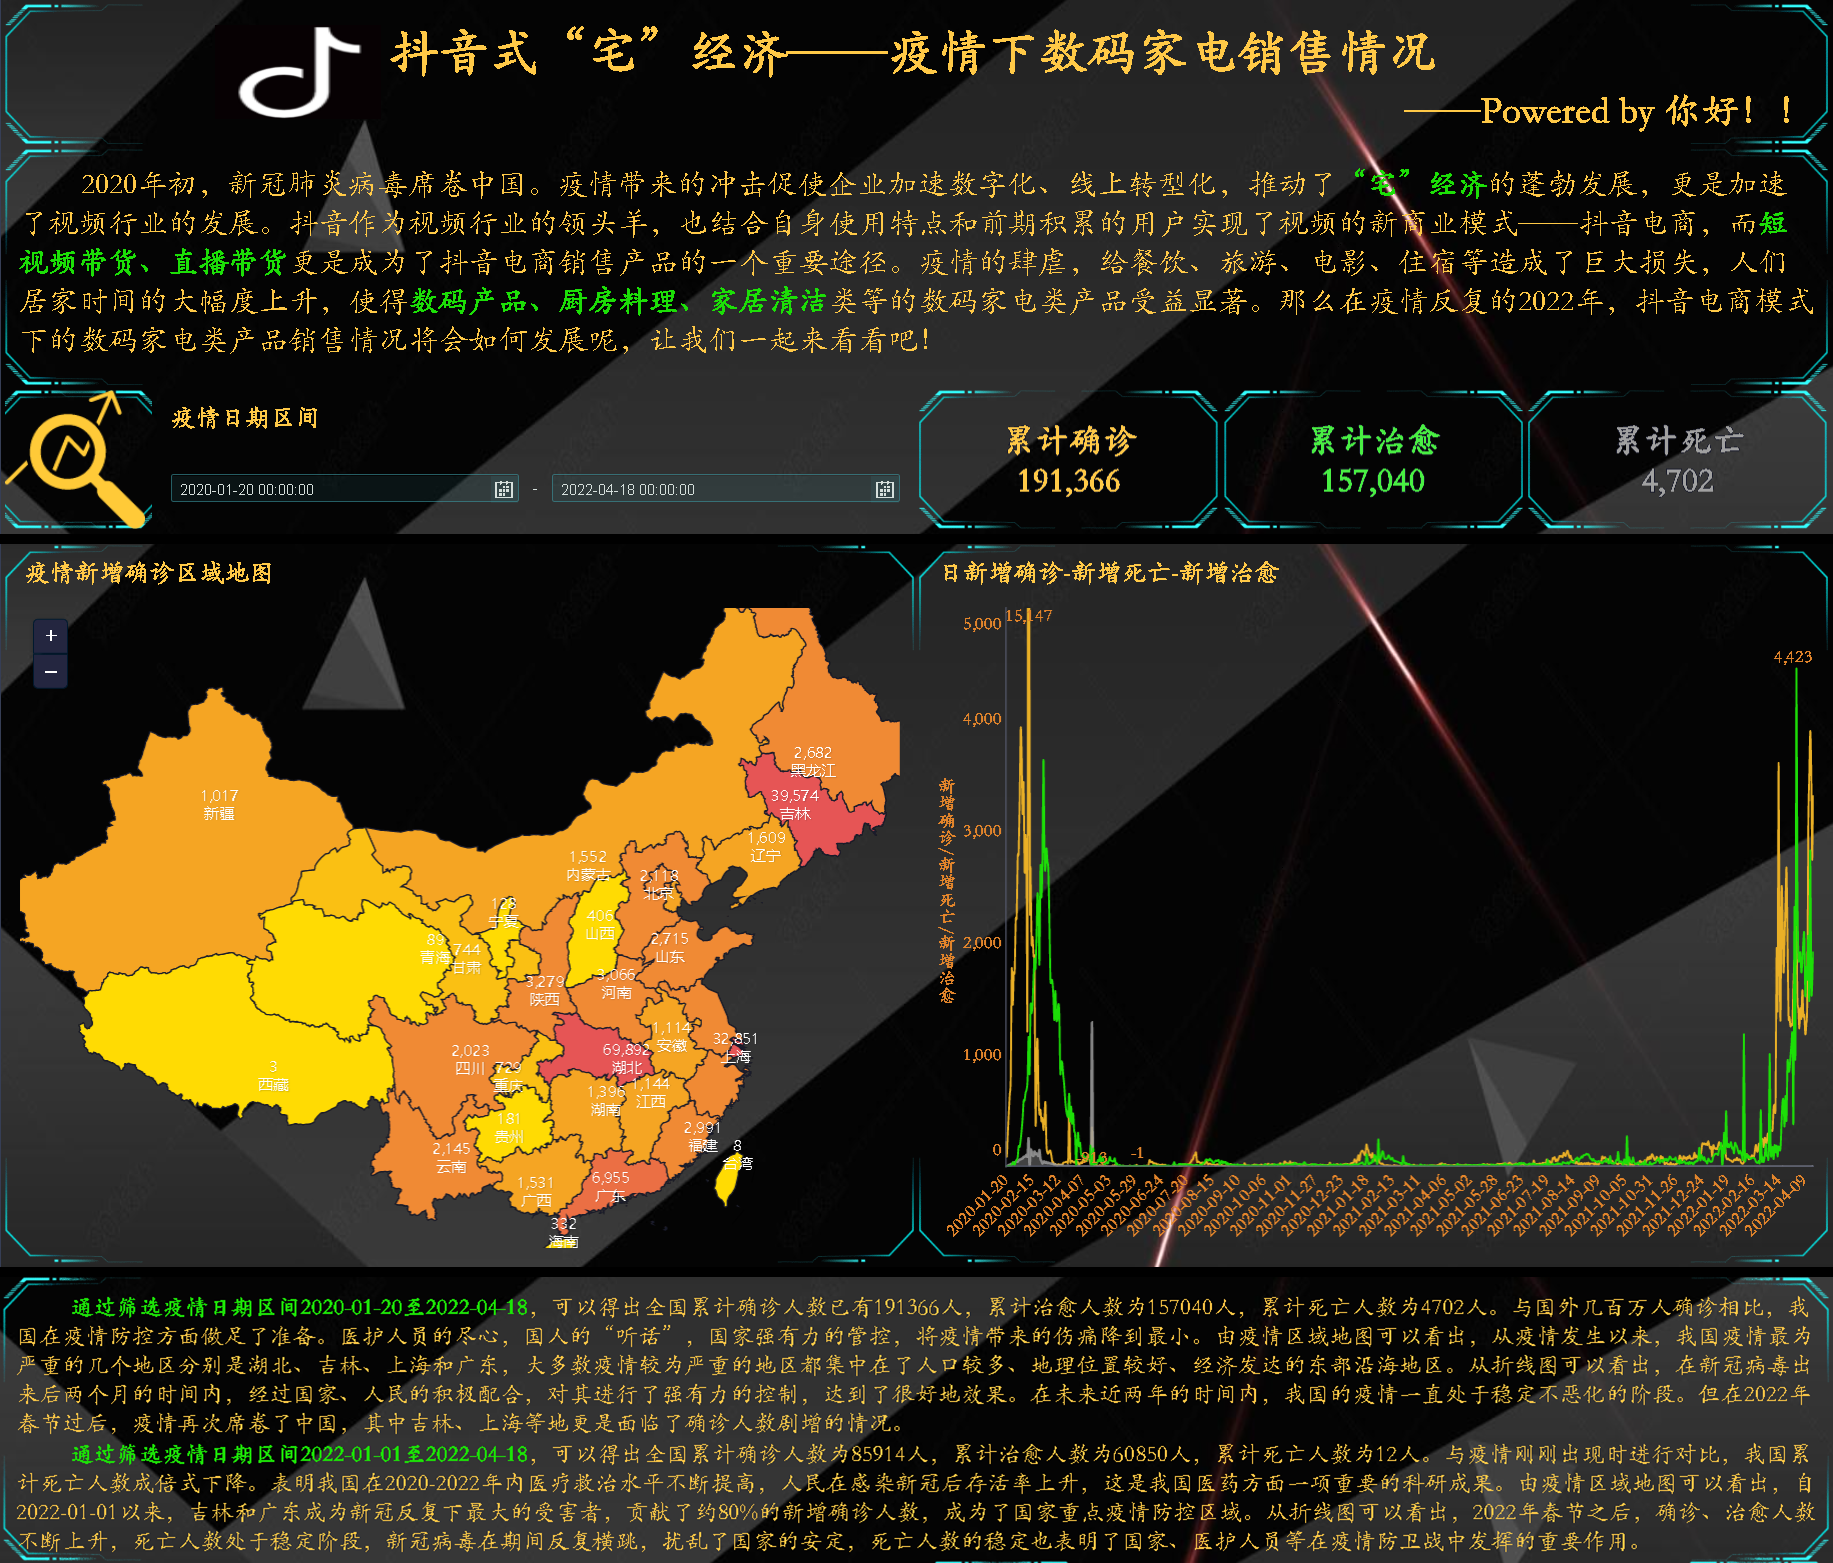 抖音式“宅”经济——疫情下数码家电销售情况
——Powered by 你好！！
2020年初，新冠肺炎病毒席卷中国。疫情带来的冲击促使企业加速数字化、线上转型化，推动了“宅”经济的蓬勃发展，更是加速
了视频行业的发展。抖音作为视频行业的领头羊，也结合自身使用特点和前期积累的用户实现了视频的新商业模式——抖音电商，而短
视频带货、直播带货更是成为了抖音电商销售产品的一个重要途径。疫情的肆虐，给餐饮、旅游、电影、住宿等造成了巨大损失，人们
居家时间的大幅度上升，使得数码产品、厨房料理、家居清洁类等的数码家电类产品受益显著。那么在疫情反复的2022年，抖音电商模式
下的数码家电类产品销售情况将会如何发展呢，让我们一起来看看吧！
疫情日期区间
2020-01-20 00:00:00 - 2022-04-18 00:00:00
累计确诊
191,366
累计治愈
157,040
累计死亡
4,702
疫情新增确诊区域地图
+
−
2,682
黑龙江
39,574
吉林
1,017
新疆
1,609
辽宁
1,552
内蒙古
2,118
北京
128
宁夏
406
山西
89
青海
744
甘肃
2,715
山东
3,279
陕西
3,066
河南
1,114
安徽
32,851
上海
2,023
四川
729
重庆
69,892
湖北
3
西藏
1,396
湖南
1,144
江西
181
贵州
2,991
福建
8
台湾
2,145
云南
1,531
广西
6,955
广东
332
海南
日新增确诊-新增死亡-新增治愈
新增确诊/新增死亡/新增治愈
5,000
4,000
3,000
2,000
1,000
0
15,147
4,423
-1
2020-01-20
2020-02-15
2020-03-12
2020-04-07
2020-05-03
2020-05-29
2020-06-24
2020-07-20
2020-08-15
2020-09-10
2020-10-06
2020-11-01
2020-11-27
2020-12-23
2021-01-18
2021-02-13
2021-03-11
2021-04-06
2021-05-02
2021-05-28
2021-06-23
2021-07-19
2021-08-14
2021-09-09
2021-10-05
2021-10-31
2021-11-26
2021-12-24
2022-01-19
2022-02-16
2022-03-14
2022-04-09
通过筛选疫情日期区间2020-01-20至2022-04-18，可以得出全国累计确诊人数已有191366人，累计治愈人数为157040人，累计死亡人数为4702人。与国外几百万人确诊相比，我
国在疫情防控方面做足了准备。医护人员的尽心，国人的“听话”，国家强有力的管控，将疫情带来的伤痛降到最小。由疫情区域地图可以看出，从疫情发生以来，我国疫情最为
严重的几个地区分别是湖北、吉林、上海和广东，大多数疫情较为严重的地区都集中在了人口较多、地理位置较好、经济发达的东部沿海地区。从折线图可以看出，在新冠病毒出
来后两个月的时间内，经过国家、人民的积极配合，对其进行了强有力的控制，达到了很好地效果。在未来近两年的时间内，我国的疫情一直处于稳定不恶化的阶段。但在2022年
春节过后，疫情再次席卷了中国，其中吉林、上海等地更是面临了确诊人数剧增的情况。
通过筛选疫情日期区间2022-01-01至2022-04-18，可以得出全国累计确诊人数为85914人，累计治愈人数为60850人，累计死亡人数为12人。与疫情刚刚出现时进行对比，我国累
计死亡人数成倍式下降。表明我国在2020-2022年内医疗救治水平不断提高，人民在感染新冠后存活率上升，这是我国医药方面一项重要的科研成果。由疫情区域地图可以看出，自
2022-01-01以来，吉林和广东成为新冠反复下最大的受害者，贡献了约80%的新增确诊人数，成为了国家重点疫情防控区域。从折线图可以看出，2022年春节之后，确诊、治愈人数
不断上升，死亡人数处于稳定阶段，新冠病毒在期间反复横跳，扰乱了国家的安定，死亡人数的稳定也表明了国家、医护人员等在疫情防卫战中发挥的重要作用。